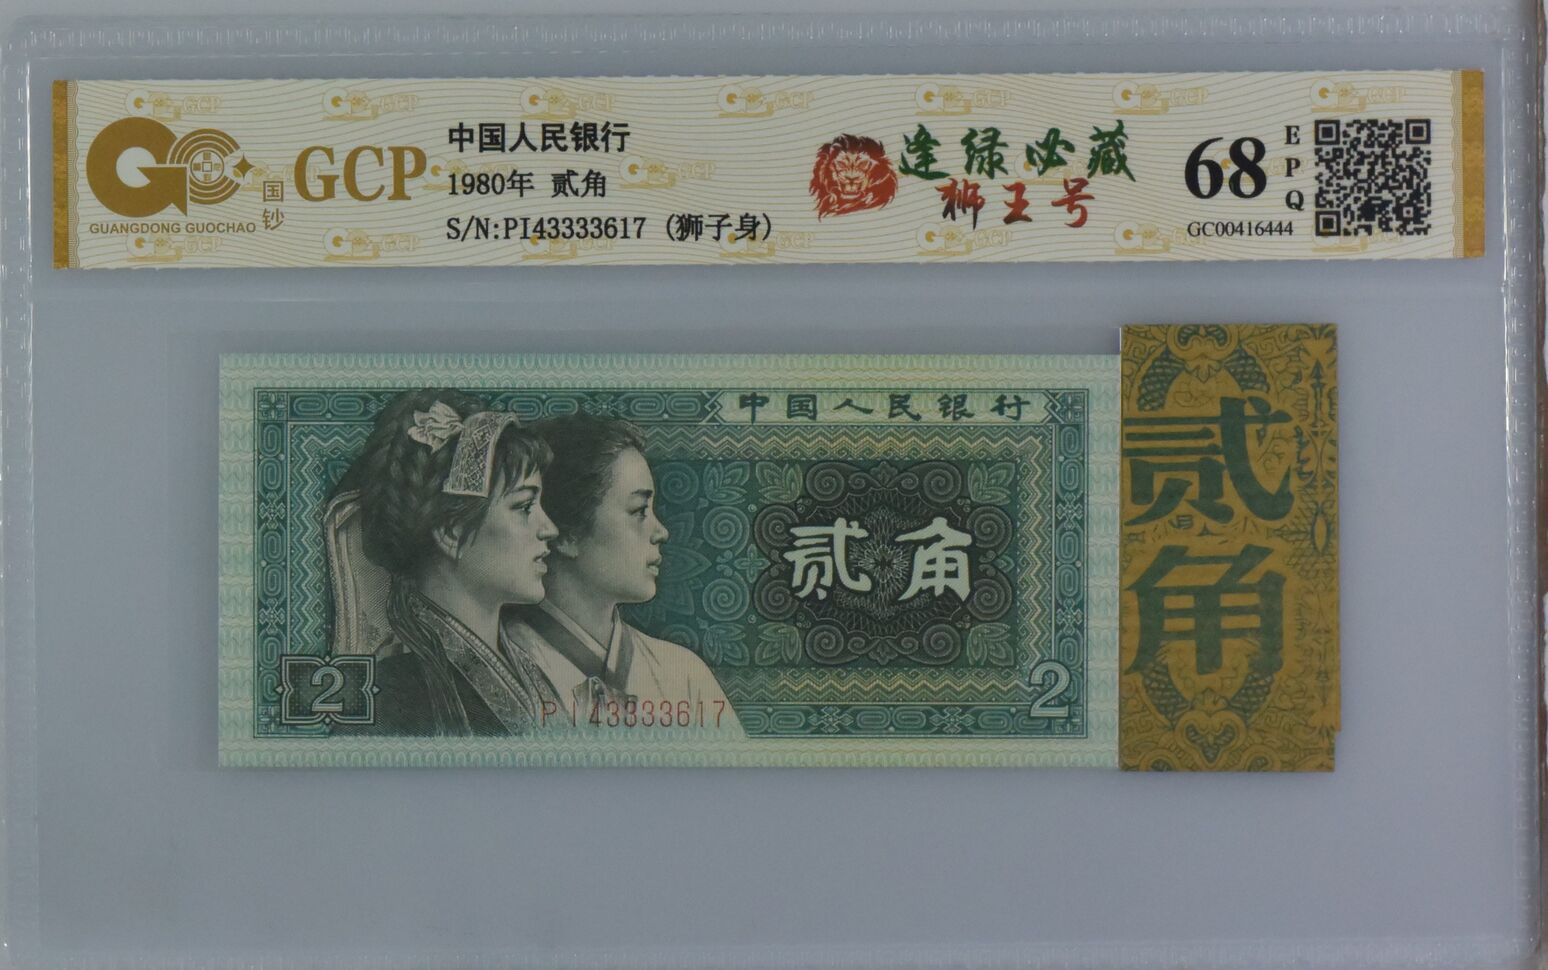 GCP
国钞
GUANGDONG GUOCHAO
中国人民银行
1980年 贰角
S/N:PI43333617 (狮子身)
逢绿必藏
狮王号
68
EPQ
GC00416444
中国人民银行
贰角
2
PI43333617
2
贰角